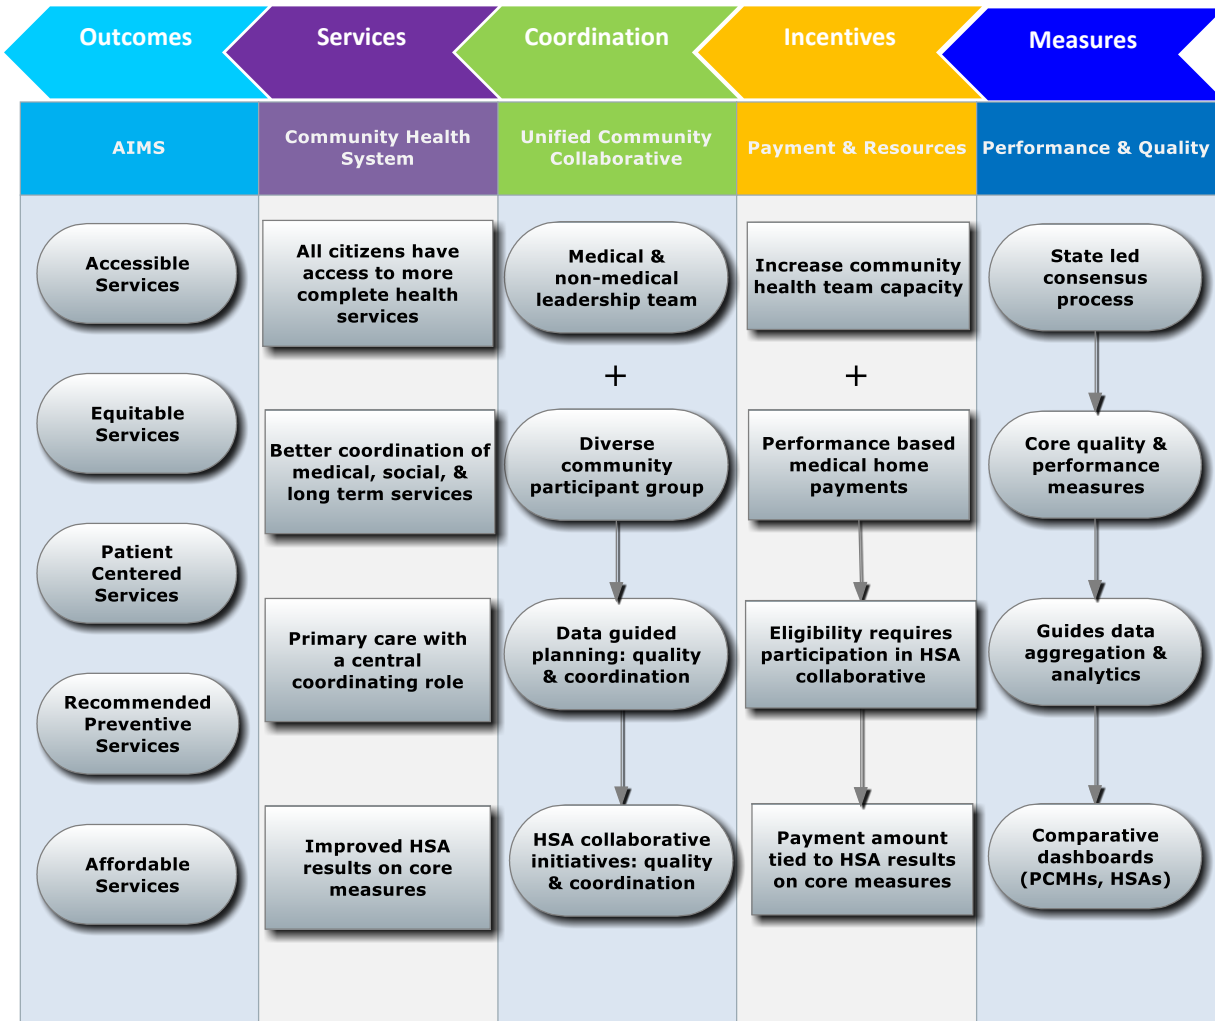 Outcomes
Services
Coordination
Incentives
Measures
AIMS
Community Health
System
Unified Community
Collaborative
Payment & Resources
Performance & Quality
Accessible
Services
Equitable
Services
Patient
Centered
Services
Recommended
Preventive
Services
Affordable
Services
All citizens have
access to more
complete health
services
Better coordination of
medical, social, &
long term services
Primary care with
a central
coordinating role
Improved HSA
results on core
measures
Medical &
non-medical
leadership team
+
Diverse
community
participant group
Data guided
planning: quality
& coordination
HSA collaborative
initiatives: quality
& coordination
Increase community
health team capacity
+
Performance based
medical home
payments
Eligibility requires
participation in HSA
collaborative
Payment amount
tied to HSA results
on core measures
State led
consensus
process
Core quality &
performance
measures
Guides data
aggregation &
analytics
Comparative
dashboards
(PCMHs, HSAs)